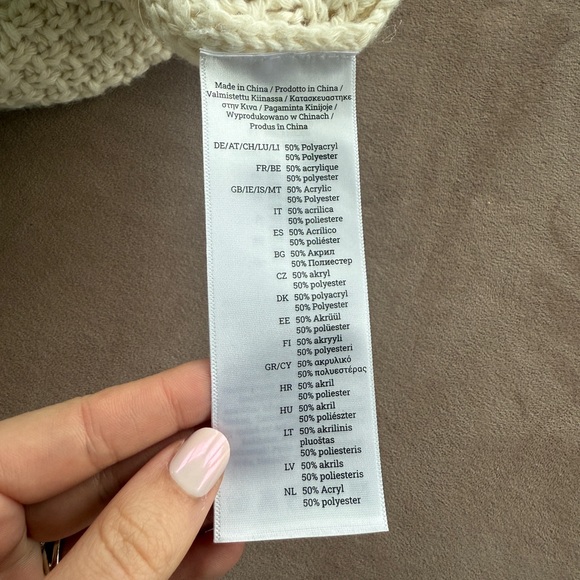 Made in China / Prodotto in China /
Valmistettu Kiinassa / Κατασκευαστηκε
στην Κινα / Pagaminta Kinijoje /
Wyprodukowano w Chinach /
Produs in China
DE/AT/CH/LU/LI 50% Polyacryl
50% Polyester
FR/BE 50% acrylique
50% polyester
GB/IE/IS/MT 50% Acrylic
50% Polyester
IT 50% acrilica
50% poliestere
ES 50% Acrílico
50% poliéster
BG 50% Акрил
50% Полиестер
CZ 50% akryl
50% polyester
DK 50% polyacryl
50% Polyester
EE 50% Akrüül
50% polüester
FI 50% akryyli
50% polyesteri
GR/CY 50% ακρυλικό
50% πολυεστέρας
HR 50% akril
50% poliester
HU 50% akril
50% poliészter
LT 50% akrilinis
pluoštas
50% poliesteris
LV 50% akrils
50% poliesteris
NL 50% Acryl
50% polyester